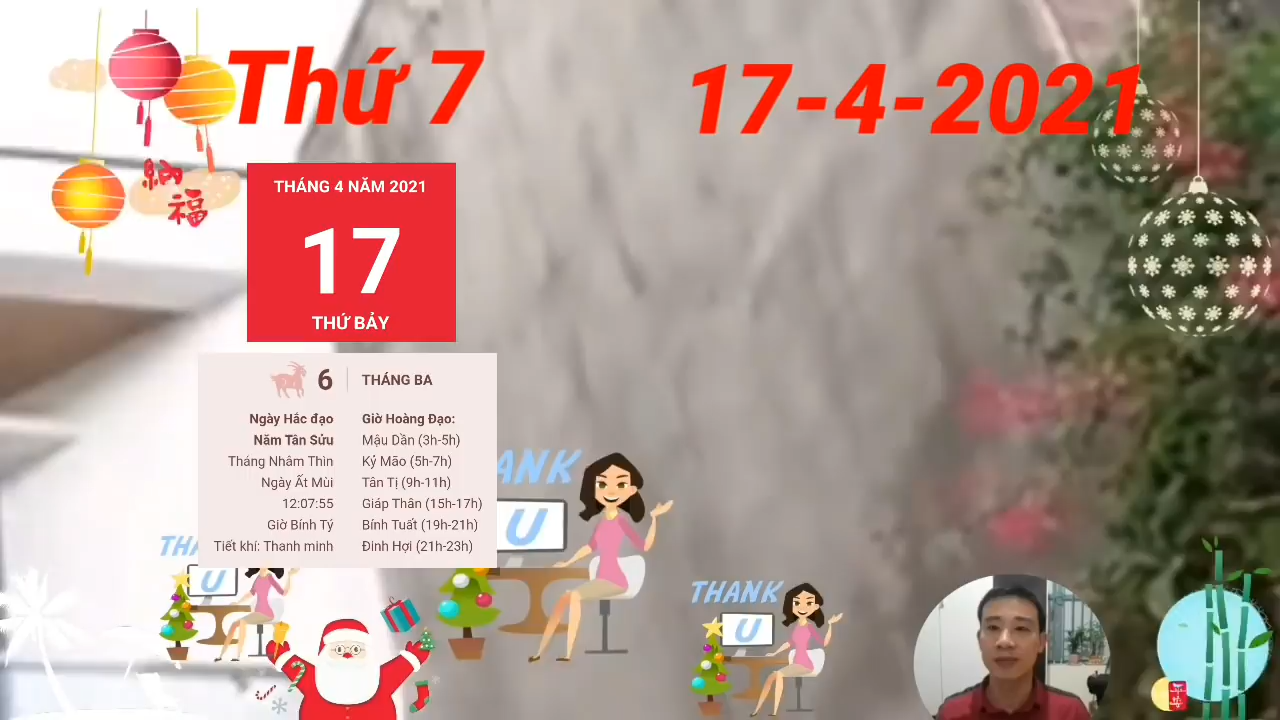 Thứ 7
17-4-2021
納
福
THÁNG 4 NĂM 2021
17
THỨ BẢY
6
THÁNG BA
Ngày Hắc đạo
Giờ Hoàng Đạo:
Năm Tân Sửu
Mậu Dần (3h-5h)
Tháng Nhâm Thìn
Kỷ Mão (5h-7h)
Ngày Ất Mùi
Tân Tị (9h-11h)
12:07:55
Giáp Thân (15h-17h)
Giờ Bính Tý
Bính Tuất (19h-21h)
Tiết khí: Thanh minh
Đinh Hợi (21h-23h)
ANK
U
THA
U
THANK
U